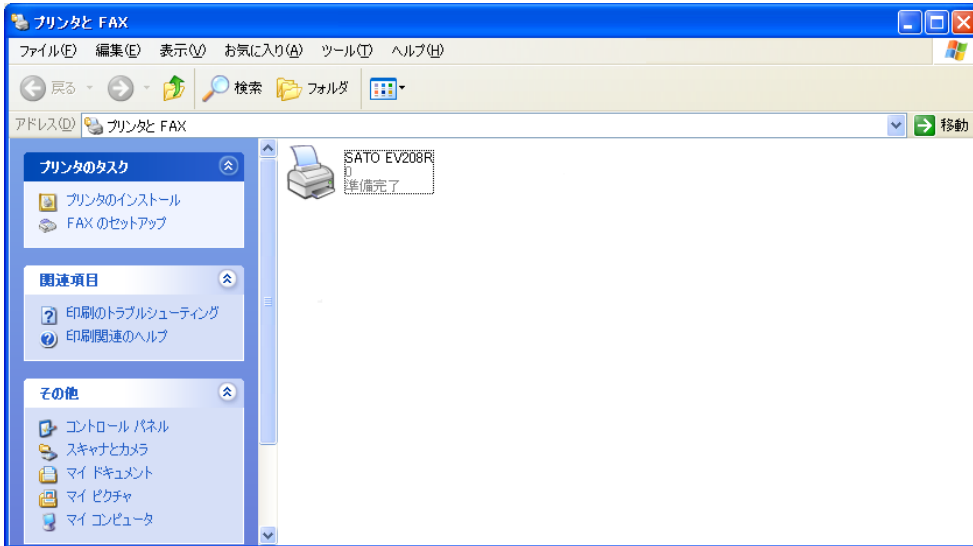 プリンタと FAX
ファイル(F) 編集(E) 表示(V) お気に入り(A) ツール(T) ヘルプ(H)
戻る 検索 フォルダ
アドレス(D) プリンタと FAX 移動
プリンタのタスク
プリンタのインストール
FAX のセットアップ
関連項目
印刷のトラブルシューティング
印刷関連のヘルプ
その他
コントロール パネル
スキャナとカメラ
マイ ドキュメント
マイ ピクチャ
マイ コンピュータ
SATO EV208R
0
準備完了